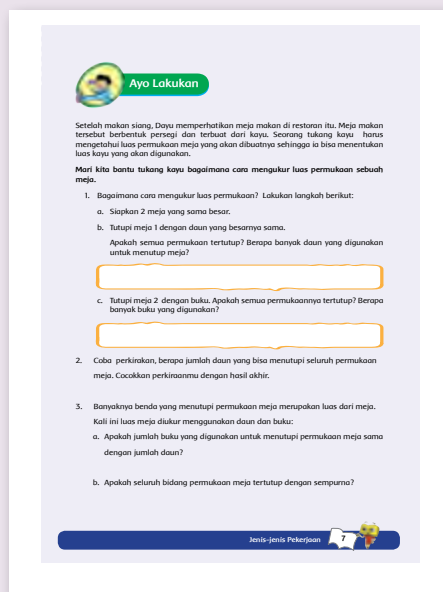 Ayo Lakukan
Setelah makan siang, Dayu memperhatikan meja makan di restoran itu. Meja makan
tersebut berbentuk persegi dan terbuat dari kayu. Seorang tukang kayu harus
mengetahui luas permukaan meja yang akan dibuatnya sehingga ia bisa menentukan
luas kayu yang akan digunakan.
Mari kita bantu tukang kayu bagaimana cara mengukur luas permukaan sebuah
meja.
1. Bagaimana cara mengukur luas permukaan? Lakukan langkah berikut:
a. Siapkan 2 meja yang sama besar.
b. Tutupi meja 1 dengan daun yang besarnya sama.
Apakah semua permukaan tertutup? Berapa banyak daun yang digunakan
untuk menutup meja?
c. Tutupi meja 2 dengan buku. Apakah semua permukaannya tertutup? Berapa
banyak buku yang digunakan?
2. Coba perkirakan, berapa jumlah daun yang bisa menutupi seluruh permukaan
meja. Cocokkan perkiraanmu dengan hasil akhir.
3. Banyaknya benda yang menutupi permukaan meja merupakan luas dari meja.
Kali ini luas meja diukur menggunakan daun dan buku:
a. Apakah jumlah buku yang digunakan untuk menutupi permukaan meja sama
dengan jumlah daun?
b. Apakah seluruh bidang permukaan meja tertutup dengan sempurna?
Jenis-jenis Pekerjaan 7